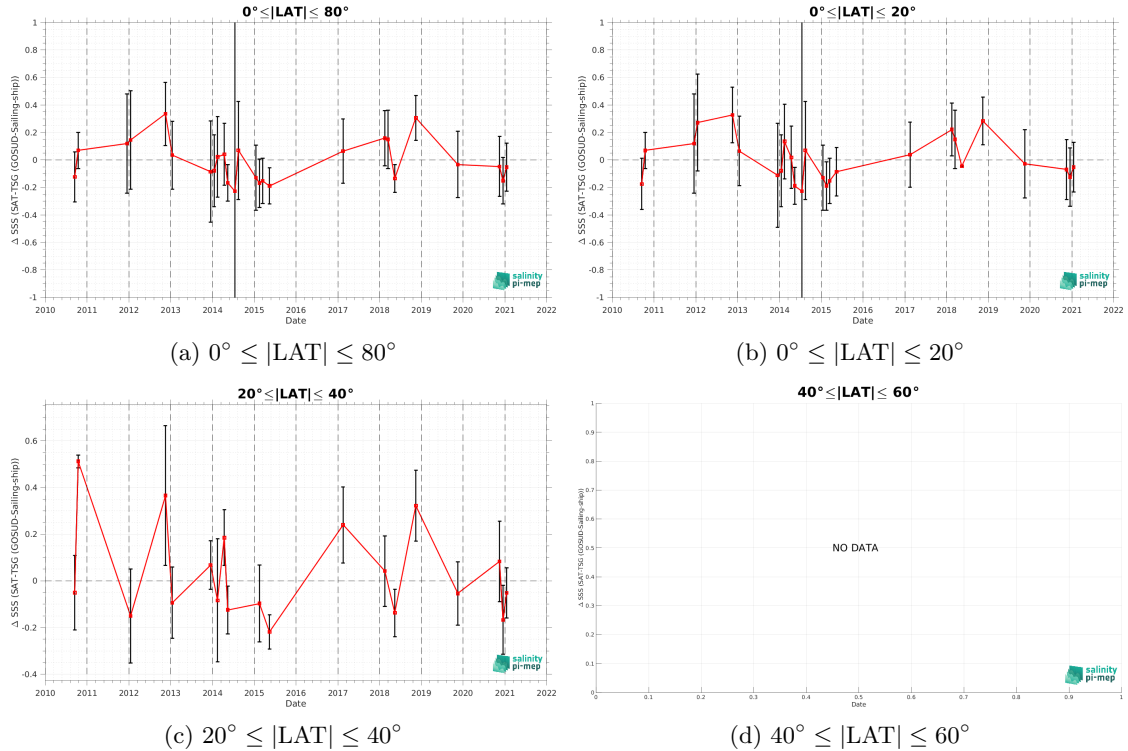 0°≤|LAT|≤ 80°
Δ SSS (SAT-TSG (GOSUD-Sailing-ship))
1
0.8
0.6
0.4
0.2
0
-0.2
-0.4
-0.6
-0.8
-1
2010 2011 2012 2013 2014 2015 2016 2017 2018 2019 2020 2021 2022
Date
salinity
pi-mep
(a) 0° ≤ |LAT| ≤ 80°
0°≤|LAT|≤ 20°
Δ SSS (SAT-TSG (GOSUD-Sailing-ship))
1
0.8
0.6
0.4
0.2
0
-0.2
-0.4
-0.6
-0.8
-1
2010 2011 2012 2013 2014 2015 2016 2017 2018 2019 2020 2021 2022
Date
salinity
pi-mep
(b) 0° ≤ |LAT| ≤ 20°
20°≤|LAT|≤ 40°
Δ SSS (SAT-TSG (GOSUD-Sailing-ship))
0.6
0.4
0.2
0
-0.2
-0.4
2010 2011 2012 2013 2014 2015 2016 2017 2018 2019 2020 2021 2022
Date
salinity
pi-mep
(c) 20° ≤ |LAT| ≤ 40°
40°≤|LAT|≤ 60°
Δ SSS (SAT-TSG (GOSUD-Sailing-ship))
1
0.9
0.8
0.7
0.6
0.5
0.4
0.3
0.2
0.1
0
NO DATA
0 0.1 0.2 0.3 0.4 0.5 0.6 0.7 0.8 0.9 1
Date
salinity
pi-mep
(d) 40° ≤ |LAT| ≤ 60°